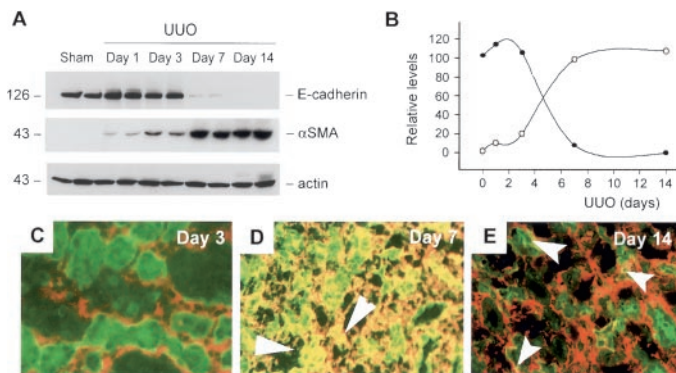 A
UUO
Sham Day 1 Day 3 Day 7 Day 14
126 – – E-cadherin
43 – – αSMA
43 – – actin
B
Relative levels
120
100
80
60
40
20
0
0 2 4 6 8 10 12 14
UUO (days)
C Day 3
D Day 7
E Day 14